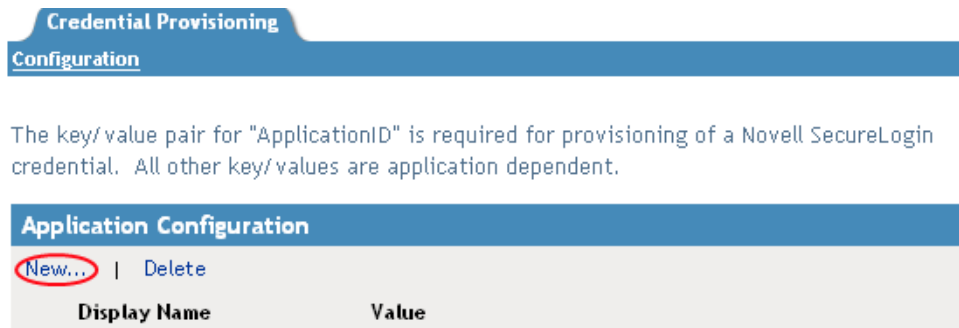 Credential Provisioning
Configuration
The key/value pair for "ApplicationID" is required for provisioning of a Novell SecureLogin
credential. All other key/values are application dependent.
Application Configuration
New... | Delete
Display Name Value